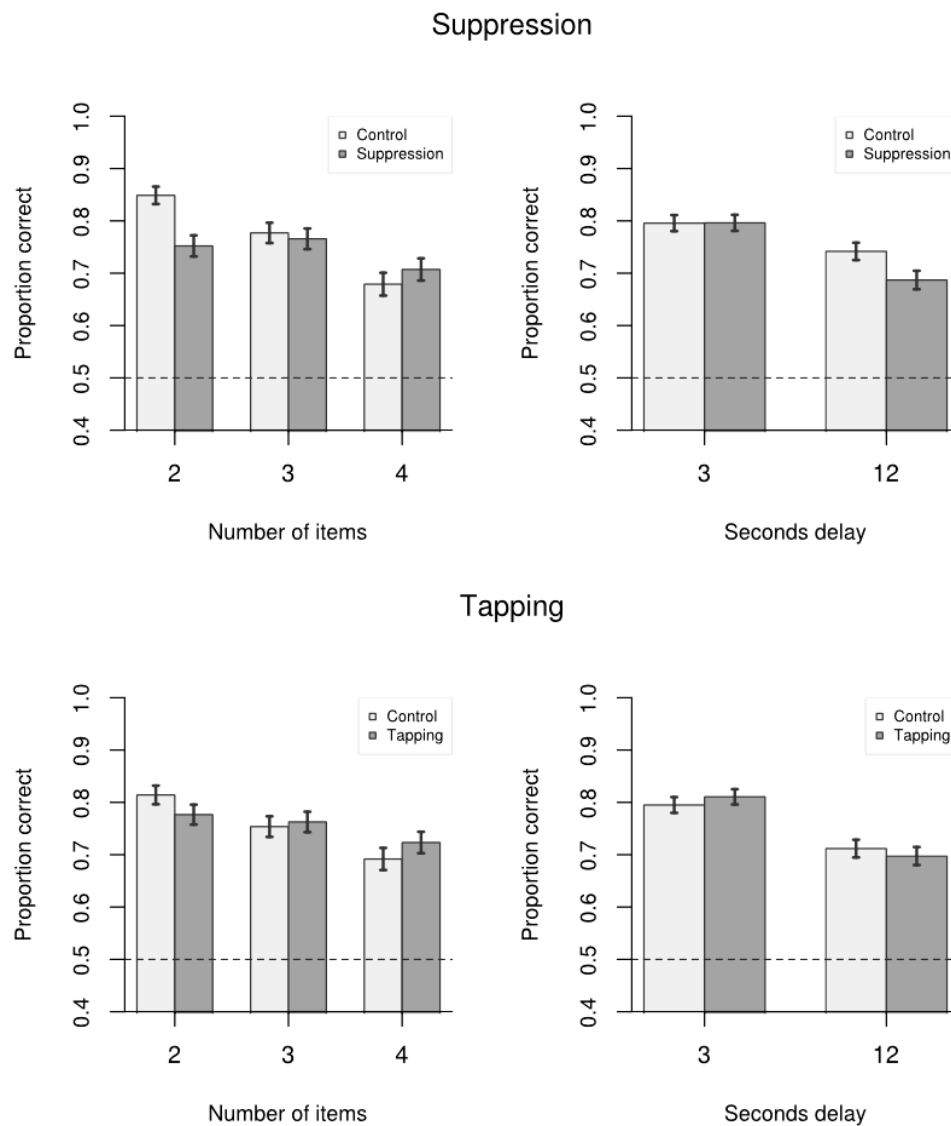 Suppression
Proportion correct
1.0
0.9
0.8
0.7
0.6
0.5
0.4
Control
Suppression
2 3 4
Number of items
Proportion correct
1.0
0.9
0.8
0.7
0.6
0.5
0.4
Control
Suppression
3 12
Seconds delay
Tapping
Proportion correct
1.0
0.9
0.8
0.7
0.6
0.5
0.4
Control
Tapping
2 3 4
Number of items
Proportion correct
1.0
0.9
0.8
0.7
0.6
0.5
0.4
Control
Tapping
3 12
Seconds delay